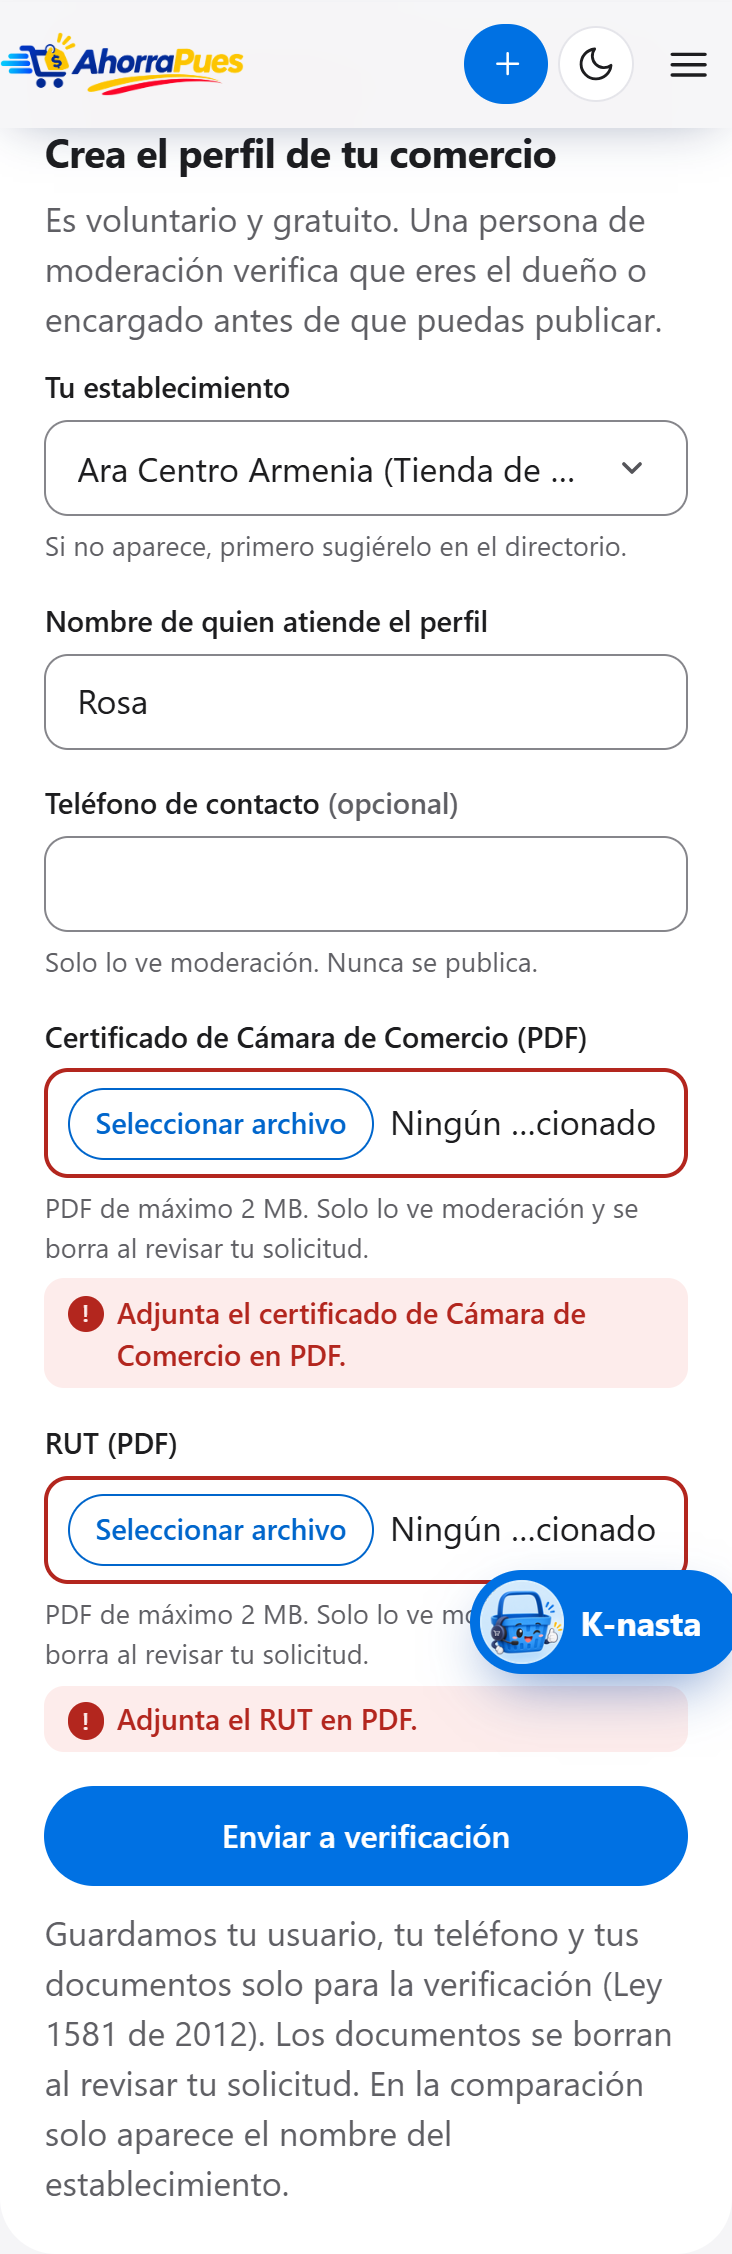 AhorraPues
Crea el perfil de tu comercio
Es voluntario y gratuito. Una persona de
moderación verifica que eres el dueño o
encargado antes de que puedas publicar.
Tu establecimiento
Ara Centro Armenia (Tienda de ...
Si no aparece, primero sugiérelo en el directorio.
Nombre de quien atiende el perfil
Rosa
Teléfono de contacto (opcional)
Solo lo ve moderación. Nunca se publica.
Certificado de Cámara de Comercio (PDF)
Seleccionar archivo Ningún ...cionado
PDF de máximo 2 MB. Solo lo ve moderación y se
borra al revisar tu solicitud.
Adjunta el certificado de Cámara de
Comercio en PDF.
RUT (PDF)
Seleccionar archivo Ningún ...cionado
PDF de máximo 2 MB. Solo lo ve
borra al revisar tu solicitud.
K-nasta
Adjunta el RUT en PDF.
Enviar a verificación
Guardamos tu usuario, tu teléfono y tus
documentos solo para la verificación (Ley
1581 de 2012). Los documentos se borran
al revisar tu solicitud. En la comparación
solo aparece el nombre del
establecimiento.